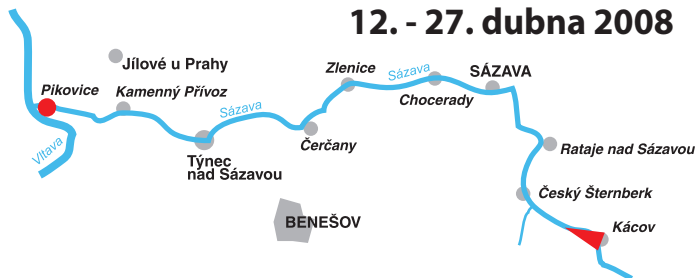 12. - 27. dubna 2008
Jílové u Prahy
Zlenice
Sázava
SÁZAVA
Pikovice
Kamenný Přívoz
Chocerady
Sázava
Vltava
Týnec
nad Sázavou
Čerčany
Rataje nad Sázavou
Český Šternberk
BENEŠOV
Kácov